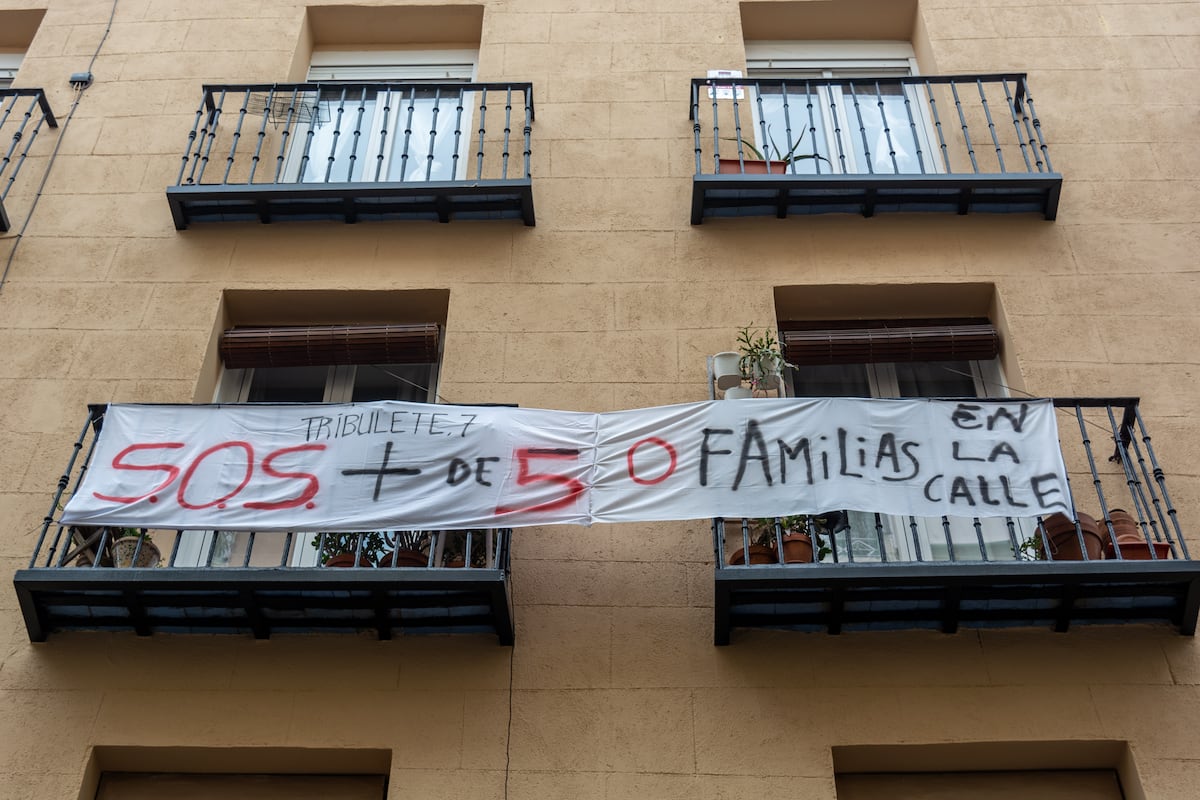 TRIBULETE, 7
S.O.S. + DE 50 FAMILIAS EN LA CALLE